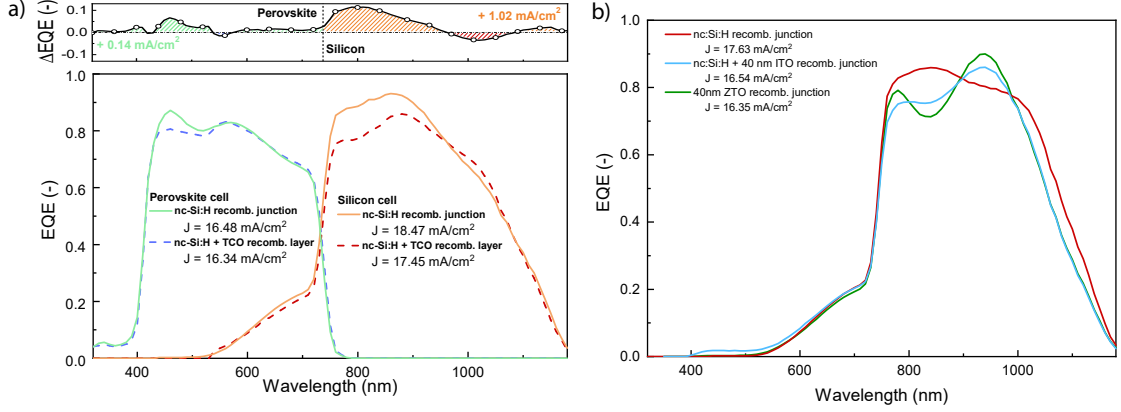 a)
ΔEQE (-)
0.1
0.0
-0.1
Perovskite
Silicon
+ 0.14 mA/cm²
+ 1.02 mA/cm²
EQE (-)
1.0
0.8
0.6
0.4
0.2
0.0
Perovskite cell
nc-Si:H recomb. junction
J = 16.48 mA/cm²
nc-Si:H + TCO recomb. layer
J = 16.34 mA/cm²
Silicon cell
nc-Si:H recomb. junction
J = 18.47 mA/cm²
nc-Si:H + TCO recomb. layer
J = 17.45 mA/cm²
400 600 800 1000
Wavelength (nm)
b)
EQE (-)
1.0
0.8
0.6
0.4
0.2
0.0
nc:Si:H recomb. junction
J = 17.63 mA/cm²
nc:Si:H + 40 nm ITO recomb. junction
J = 16.54 mA/cm²
40nm ZTO recomb. junction
J = 16.35 mA/cm²
400 600 800 1000
Wavelength (nm)